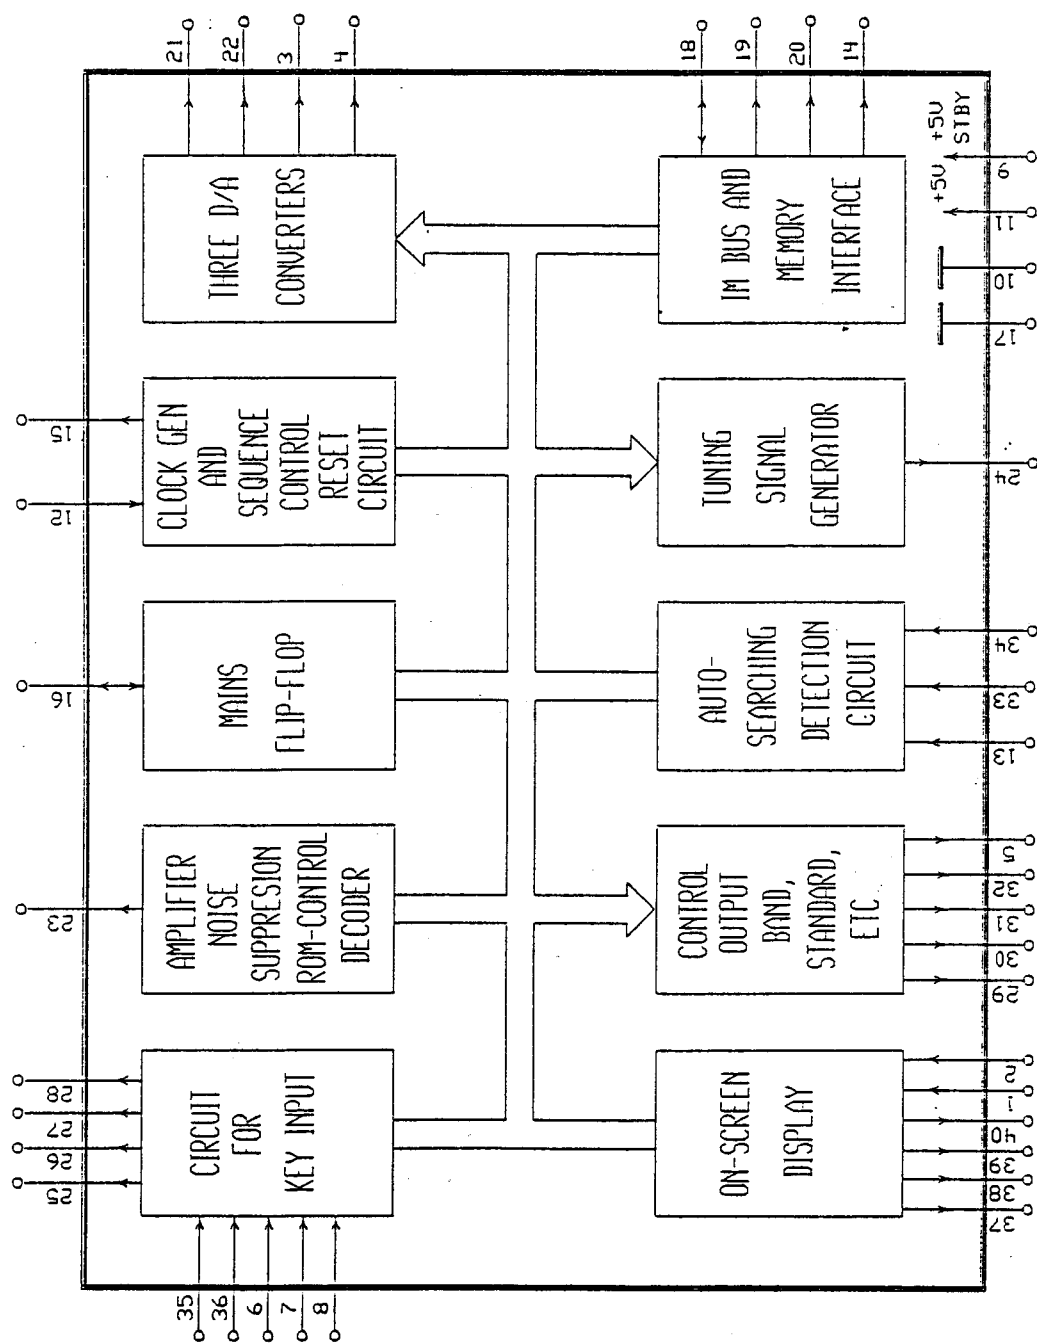 25
26
27
28
23
16
12
15
35
36
6
7
8
CIRCUIT
FOR
KEY INPUT
AMPLIFIER
NOISE
SUPPRESION
ROM-CONTROL
DECODER
MAINS
FLIP-FLOP
CLOCK GEN
AND
SEQUENCE
CONTROL
RESET
CIRCUIT
THREE D/A
CONVERTERS
21
22
3
4
ON-SCREEN
DISPLAY
CONTROL
OUTPUT
BAND,
STANDARD,
ETC
AUTO-
SEARCHING
DETECTION
CIRCUIT
TUNING
SIGNAL
GENERATOR
IM BUS AND
MEMORY
INTERFACE
18
19
20
14
+5V
+5V
STBY
37
38
39
40
1
2
29
30
31
32
5
13
33
34
24
17
10
11
9